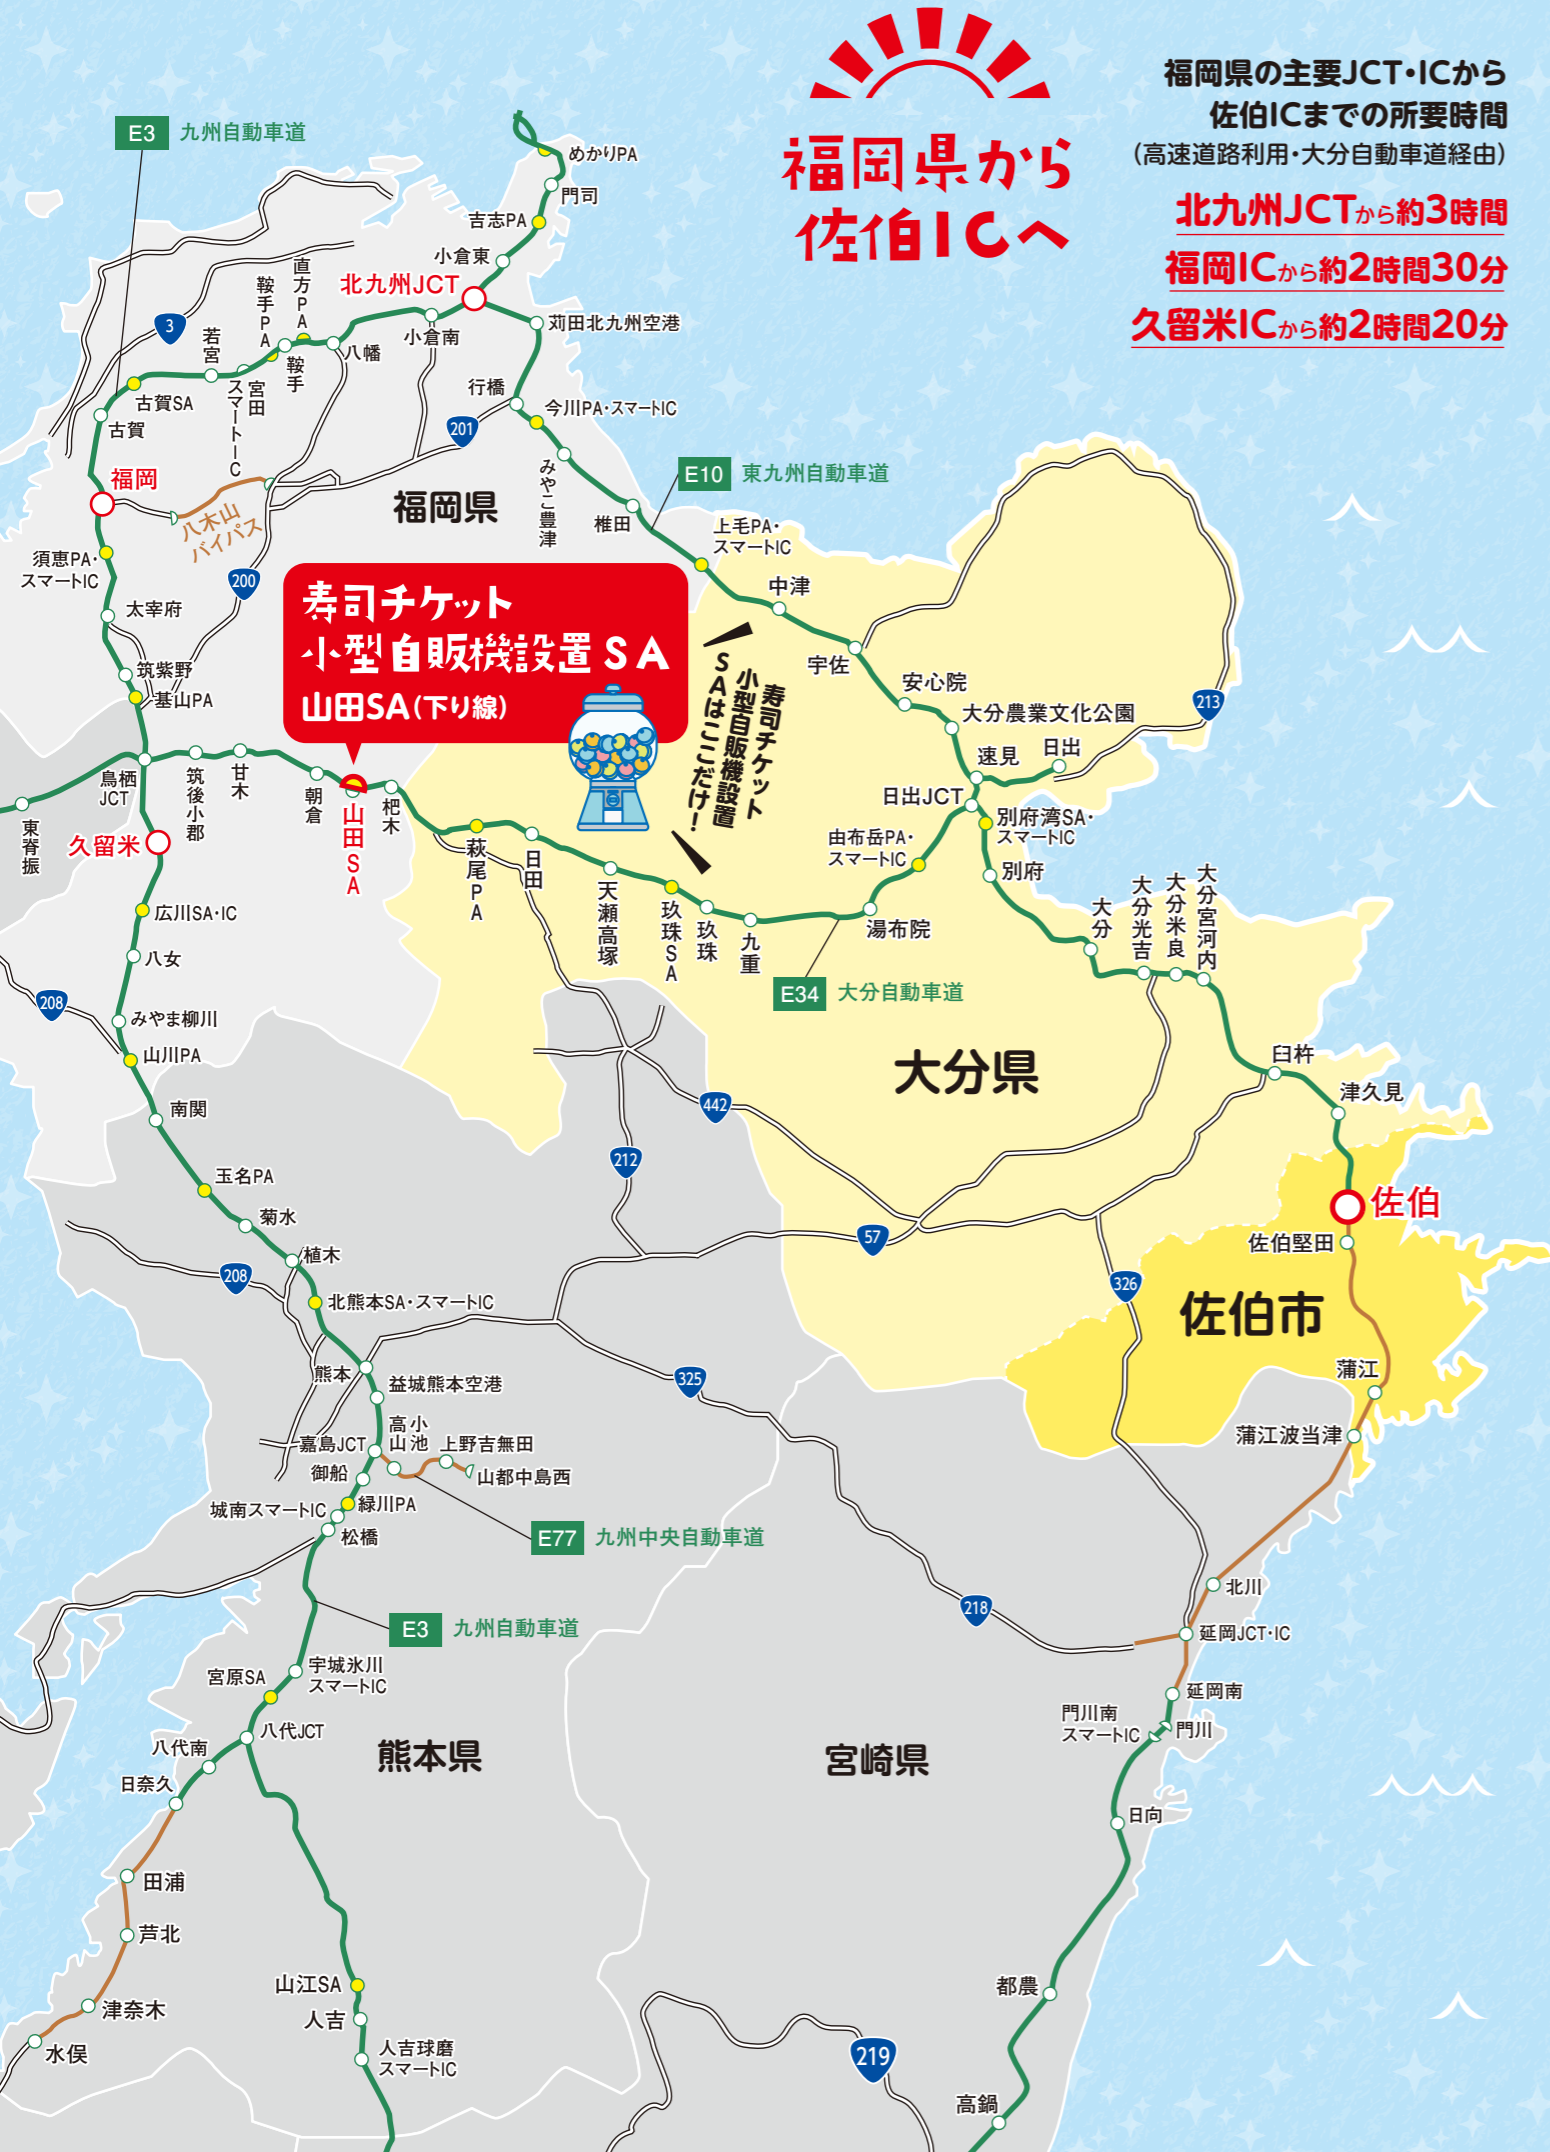 福岡県から
佐伯ICへ
福岡県の主要JCT・ICから
佐伯ICまでの所要時間
(高速道路利用・大分自動車道経由)
北九州JCTから約3時間
福岡ICから約2時間30分
久留米ICから約2時間20分
E3 九州自動車道
めかりPA
門司
吉志PA
小倉東
北九州JCT
直方PA
鞍手PA
若宮
3
小倉南
苅田北九州空港
八幡
鞍手
宮田
スマートIC
古賀SA
古賀
行橋
今川PA・スマートIC
201
福岡
八木山
バイパス
福岡県
みやこ豊津
椎田
E10 東九州自動車道
上毛PA・
スマートIC
須恵PA・
スマートIC
200
太宰府
筑紫野
基山PA
寿司チケット
小型自販機設置SA
山田SA(下り線)
寿司チケット
小型自販機設置
SAはここだけ!
中津
宇佐
安心院
大分農業文化公園
213
速見
日出
日出JCT
別府湾SA・
スマートIC
由布岳PA・
スマートIC
別府
鳥栖
JCT
筑後小郡
甘木
朝倉
山田SA
杷木
東脊振
久留米
萩尾PA
日田
天瀬高塚
玖珠SA
玖珠
九重
湯布院
大分
大分光吉
大分米良
大分宮河内
広川SA・IC
八女
208
みやま柳川
山川PA
E34 大分自動車道
大分県
臼杵
津久見
南関
442
212
玉名PA
菊水
57
佐伯
佐伯堅田
植木
208
北熊本SA・スマートIC
326
佐伯市
熊本
325
蒲江
益城熊本空港
蒲江波当津
嘉島JCT
小池
高山
上野吉無田
山都中島西
御船
緑川PA
城南スマートIC
松橋
E77 九州中央自動車道
北川
218
延岡JCT・IC
E3 九州自動車道
宇城氷川
スマートIC
宮原SA
延岡南
門川南
スマートIC
門川
八代JCT
八代南
熊本県
宮崎県
日奈久
日向
田浦
芦北
山江SA
都農
津奈木
人吉
水俣
人吉球磨
スマートIC
219
高鍋